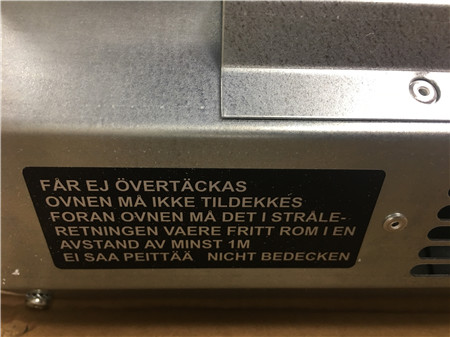 FÅR EJ ÖVERTÄCKAS
OVNEN MÅ IKKE TILDEKKES
FORAN OVNEN MÅ DET I STRÅLE-
RETNINGEN VAERE FRITT ROM I EN
AVSTAND AV MINST 1M
EI SAA PEITTÄÄ NICHT BEDECKEN